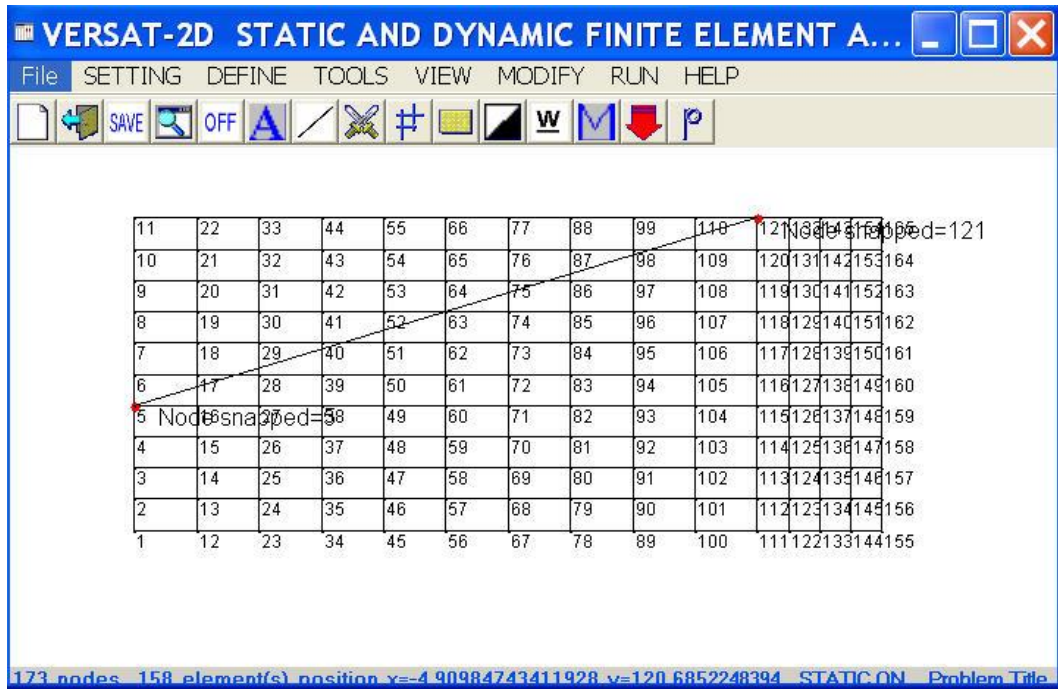 VERSAT-2D STATIC AND DYNAMIC FINITE ELEMENT A...
File SETTING DEFINE TOOLS VIEW MODIFY RUN HELP
SAVE OFF A W P
11 22 33 44 55 66 77 88 99 110 121 132 143 154 165
Node snapped=121
10 21 32 43 54 65 76 87 98 109 120 131 142 153 164
9 20 31 42 53 64 75 86 97 108 119 130 141 152 163
8 19 30 41 52 63 74 85 96 107 118 129 140 151 162
7 18 29 40 51 62 73 84 95 106 117 128 139 150 161
6 17 28 39 50 61 72 83 94 105 116 127 138 149 160
5 16 27 38 49 60 71 82 93 104 115 126 137 148 159
Node snapped=5
4 15 26 37 48 59 70 81 92 103 114 125 136 147 158
3 14 25 36 47 58 69 80 91 102 113 124 135 146 157
2 13 24 35 46 57 68 79 90 101 112 123 134 145 156
1 12 23 34 45 56 67 78 89 100 111 122 133 144 155
173 nodes, 158 element(s) position x=-4.90984743411928 y=120.6852248394 STATIC ON Problem Title